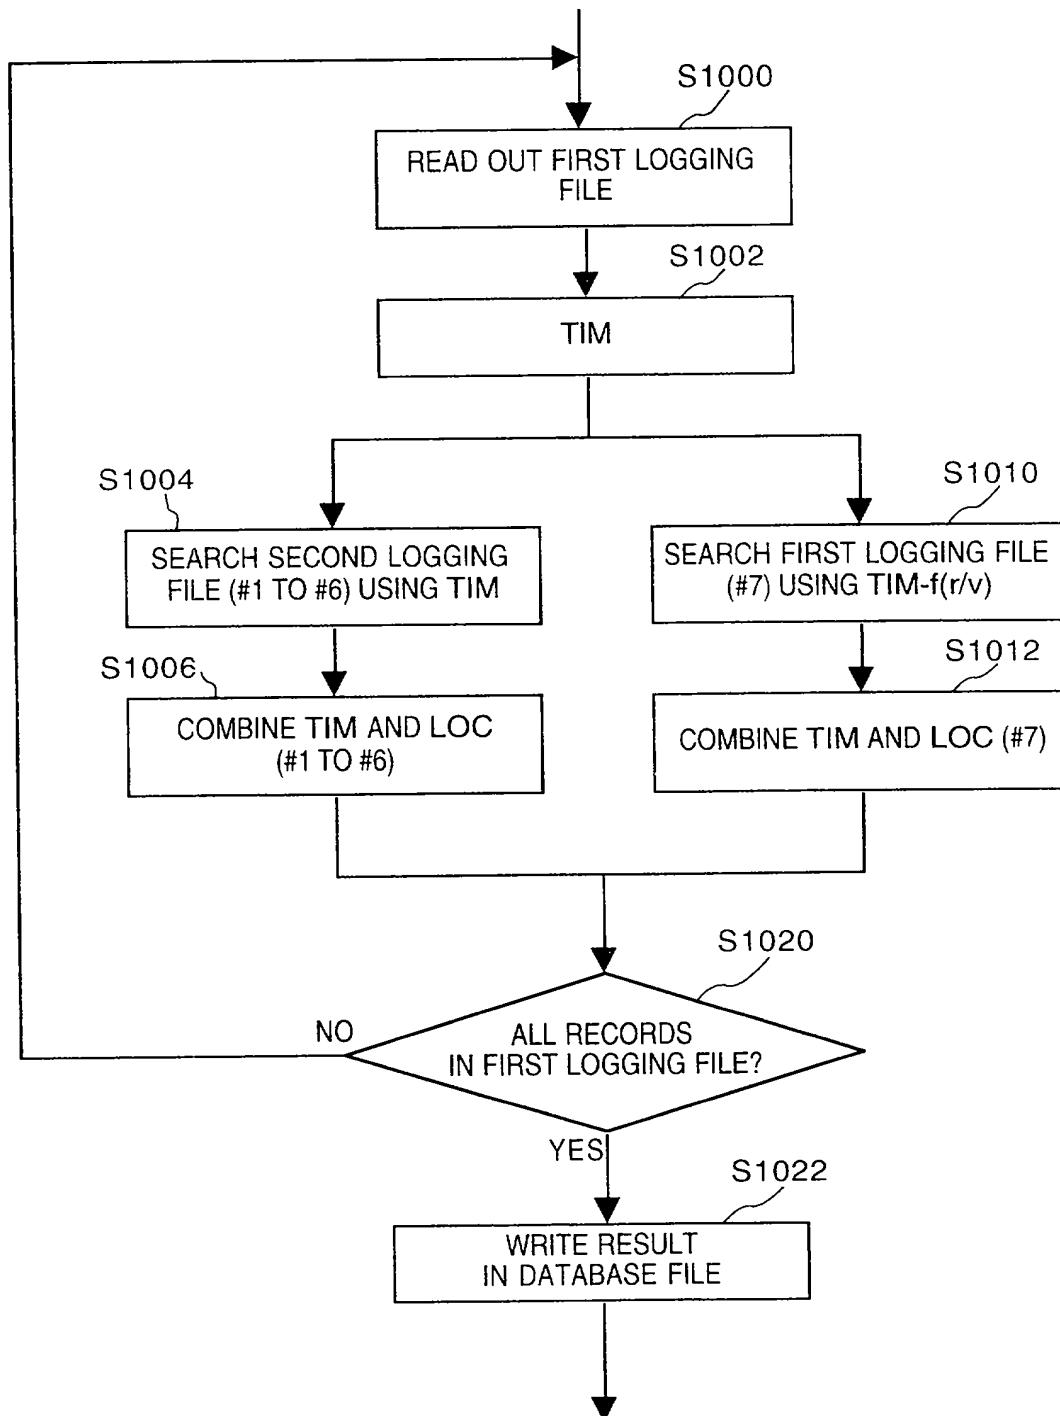 S1000
READ OUT FIRST LOGGING
FILE
S1002
TIM
S1004
SEARCH SECOND LOGGING
FILE (#1 TO #6) USING TIM
S1010
SEARCH FIRST LOGGING FILE
(#7) USING TIM-f(r/v)
S1006
COMBINE TIM AND LOC
(#1 TO #6)
S1012
COMBINE TIM AND LOC (#7)
S1020
NO
ALL RECORDS
IN FIRST LOGGING FILE?
YES
S1022
WRITE RESULT
IN DATABASE FILE